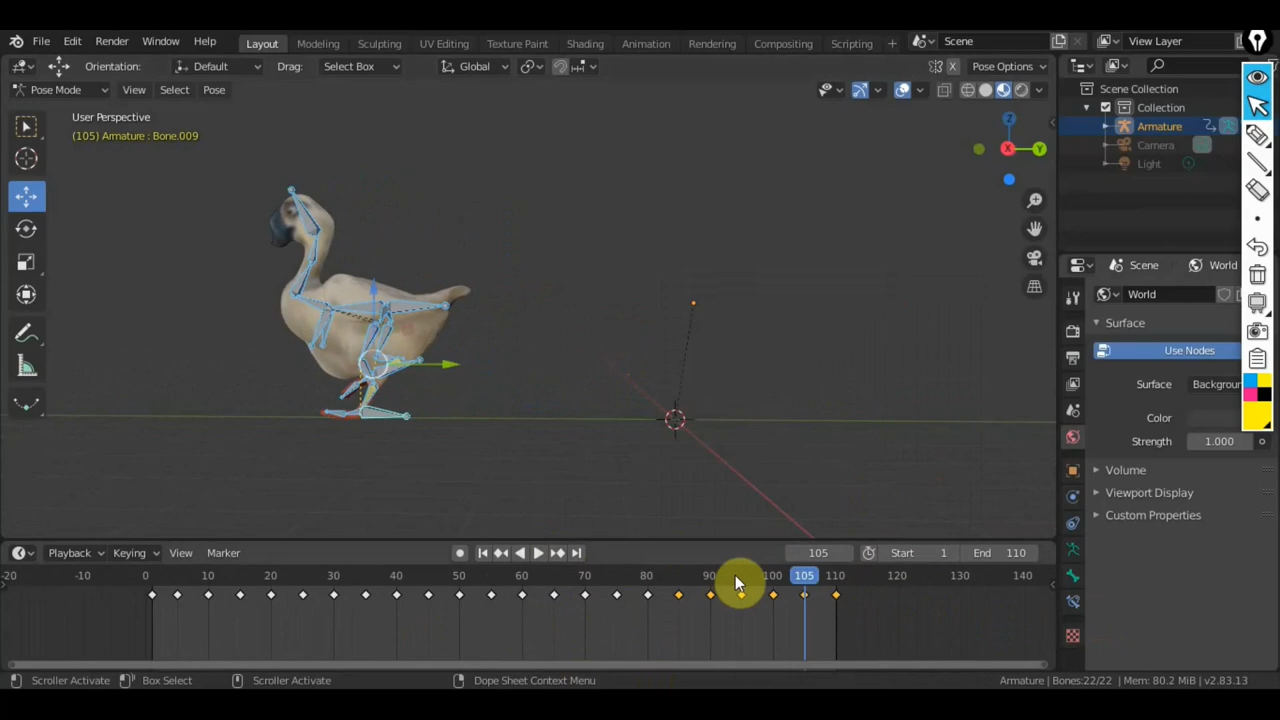 File Edit Render Window Help Layout Modeling Sculpting UV Editing Texture Paint Shading Animation Rendering Compositing Scripting + Scene View Layer
Orientation: Default Drag: Select Box Global X Pose Options
Pose Mode View Select Pose
User Perspective
(105) Armature : Bone.009
Z
X
Y
Scene Collection
Collection
Armature
Camera
Light
Scene World
World
Surface
Use Nodes
Surface Backgrour
Color
Strength 1.000
Volume
Viewport Display
Custom Properties
Playback Keying View Marker 105 Start 1 End 110
-20 -10 0 10 20 30 40 50 60 70 80 90 100 105 110 120 130 140
Scroller Activate Box Select Scroller Activate Dope Sheet Context Menu Armature | Bones:22/22 | Mem: 80.2 MiB | v2.83.13